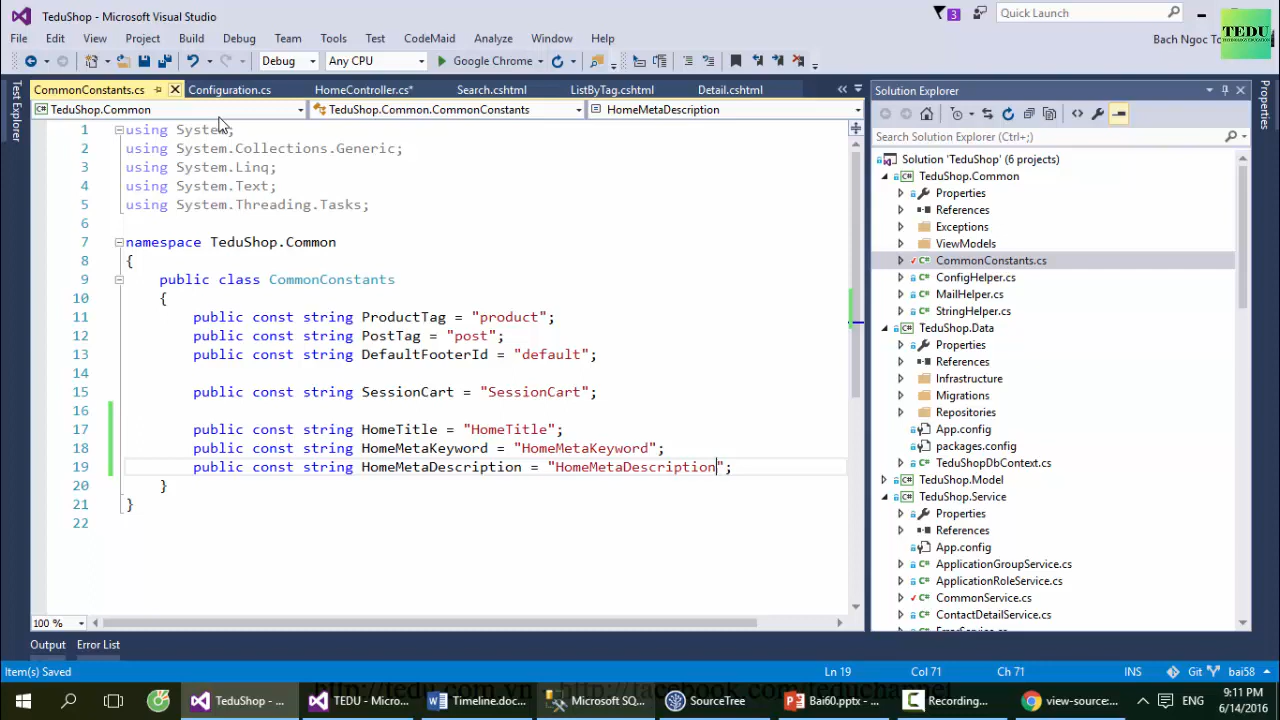 TeduShop - Microsoft Visual Studio
3
Quick Launch (Ctrl+Q)
File Edit View Project Build Debug Team Tools Test CodeMaid Analyze Window Help
TEDU
Debug
Any CPU
Google Chrome
Test Explorer
CommonConstants.cs
Configuration.cs
HomeController.cs*
Search.cshtml
ListByTag.cshtml
Detail.cshtml
TeduShop.Common
TeduShop.Common.CommonConstants
HomeMetaDescription
1 using System;
2 using System.Collections.Generic;
3 using System.Linq;
4 using System.Text;
5 using System.Threading.Tasks;
6
7 namespace TeduShop.Common
8 {
9 public class CommonConstants
10 {
11 public const string ProductTag = "product";
12 public const string PostTag = "post";
13 public const string DefaultFooterId = "default";
14
15 public const string SessionCart = "SessionCart";
16
17 public const string HomeTitle = "HomeTitle";
18 public const string HomeMetaKeyword = "HomeMetaKeyword";
19 public const string HomeMetaDescription = "HomeMetaDescription";
20 }
21 }
22
100 %
Solution Explorer
Search Solution Explorer (Ctrl+;)
Solution 'TeduShop' (6 projects)
TeduShop.Common
Properties
References
Exceptions
ViewModels
CommonConstants.cs
ConfigHelper.cs
MailHelper.cs
StringHelper.cs
TeduShop.Data
Properties
References
Infrastructure
Migrations
Repositories
App.config
packages.config
TeduShopDbContext.cs
TeduShop.Model
TeduShop.Service
Properties
References
App.config
ApplicationGroupService.cs
ApplicationRoleService.cs
CommonService.cs
ContactDetailService.cs
ErrorService.cs
Output
Error List
Item(s) Saved
Ln 19
Col 71
Ch 71
INS
Git
bai58
TeduShop - ...
TEDU - Microso...
Timeline.docx...
Microsoft SQ...
SourceTree
Bai60.pptx - ...
Recording...
view-source...
ENG
9:11 PM
6/14/2016